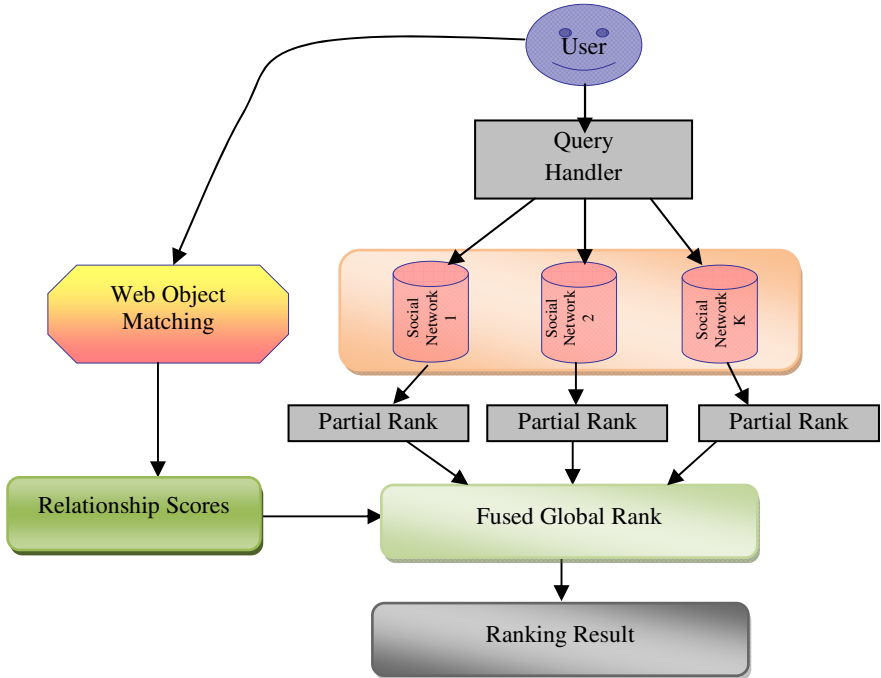 User
Query
Handler
Web Object
Matching
Social
Network
1
Social
Network
2
Social
Network
K
Partial Rank
Partial Rank
Partial Rank
Relationship Scores
Fused Global Rank
Ranking Result